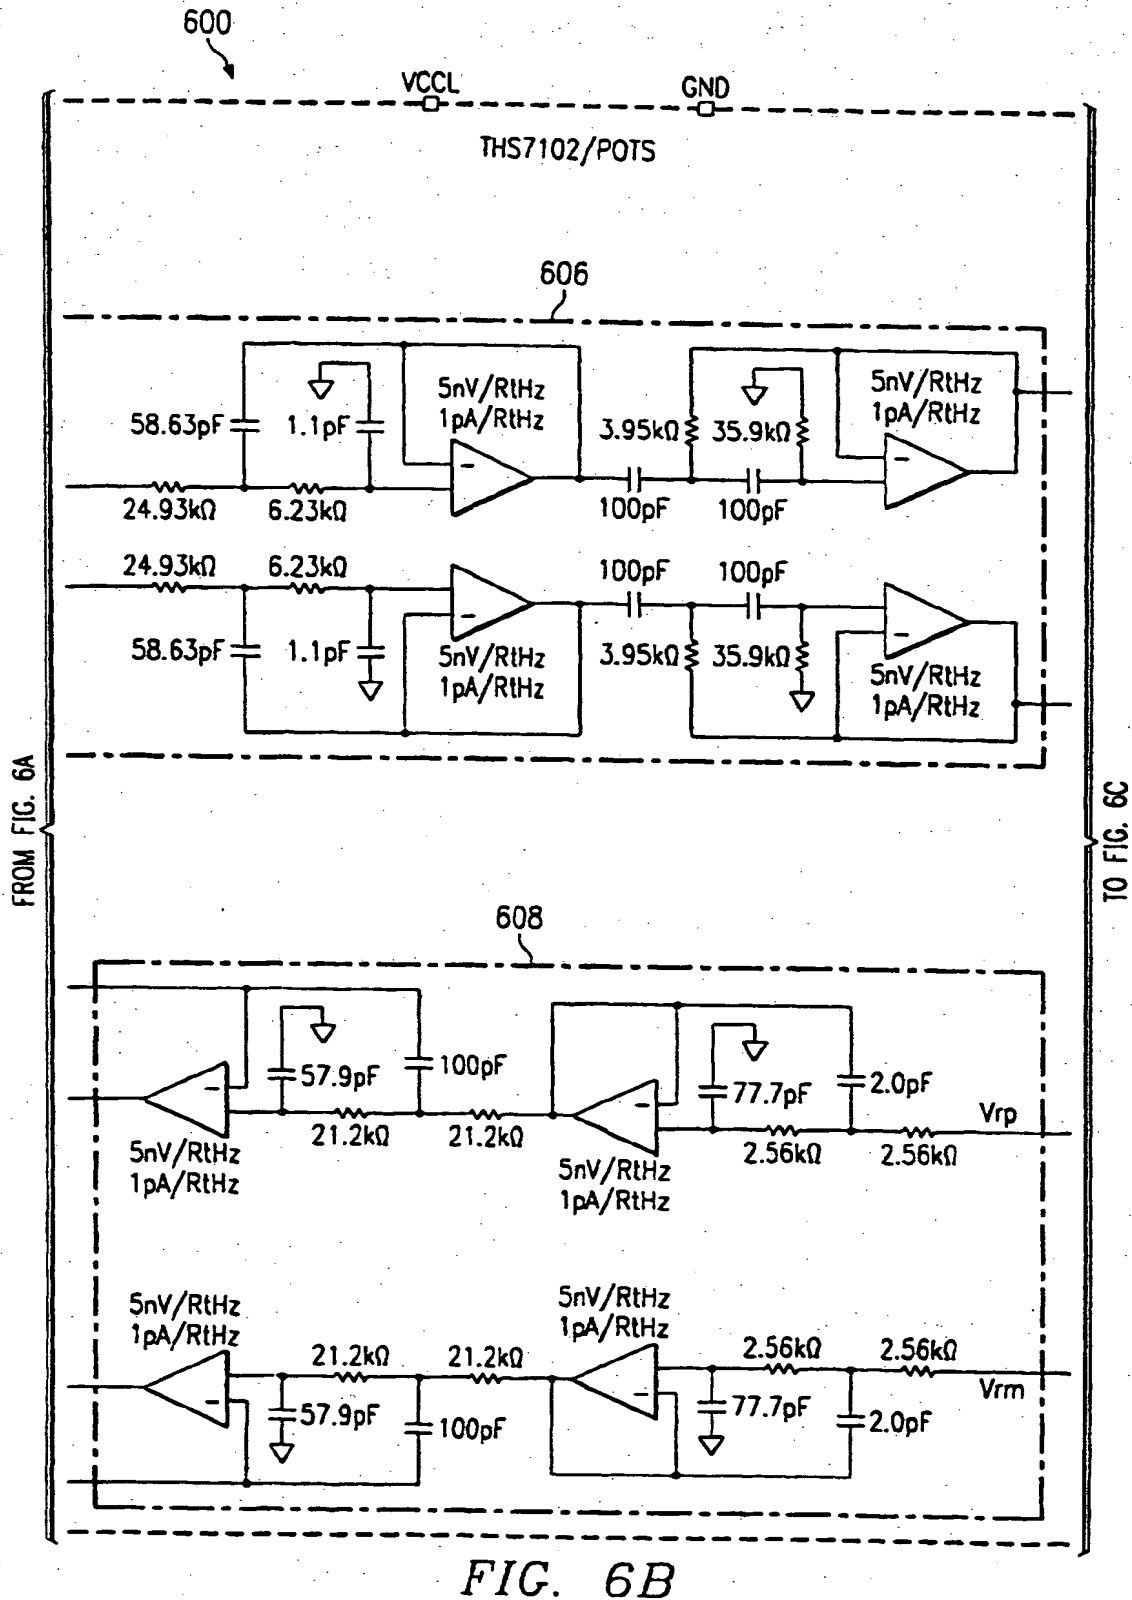 600
VCCL
GND
THS7102/POTS
606
5nV/RtHz
1pA/RtHz
5nV/RtHz
1pA/RtHz
58.63pF
1.1pF
3.95kΩ
35.9kΩ
24.93kΩ
6.23kΩ
100pF
100pF
24.93kΩ
6.23kΩ
100pF
100pF
58.63pF
1.1pF
5nV/RtHz
1pA/RtHz
3.95kΩ
35.9kΩ
5nV/RtHz
1pA/RtHz
FROM FIG. 6A
TO FIG. 6C
608
57.9pF
100pF
77.7pF
2.0pF
Vrp
21.2kΩ
21.2kΩ
2.56kΩ
2.56kΩ
5nV/RtHz
1pA/RtHz
5nV/RtHz
1pA/RtHz
5nV/RtHz
1pA/RtHz
5nV/RtHz
1pA/RtHz
21.2kΩ
21.2kΩ
2.56kΩ
2.56kΩ
Vrm
57.9pF
100pF
77.7pF
2.0pF
FIG. 6B